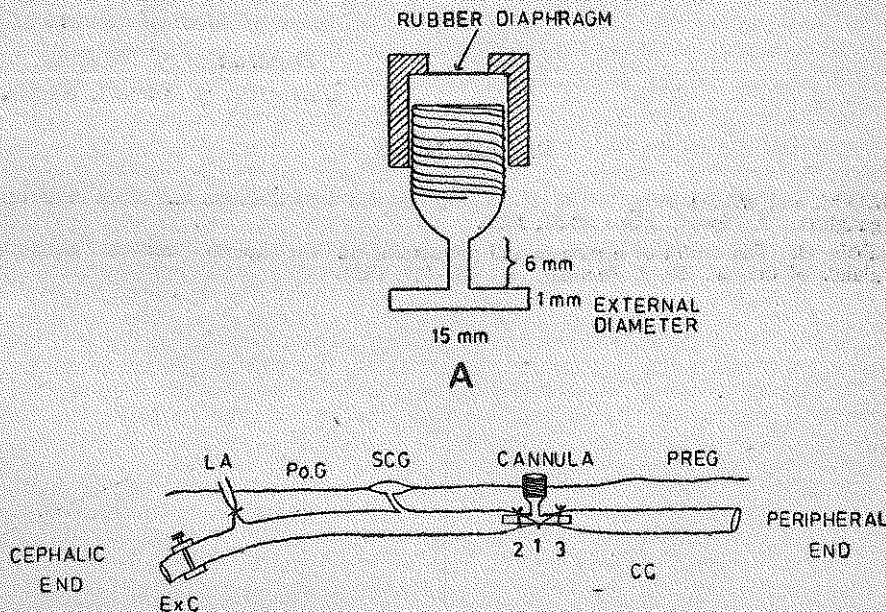 RUBBER DIAPHRAGM
6 mm
1 mm EXTERNAL
DIAMETER
15 mm
A
LA Po.G SCG CANNULA PREG
PERIPHERAL
END
CEPHALIC
END
2 1 3
CC
ExC